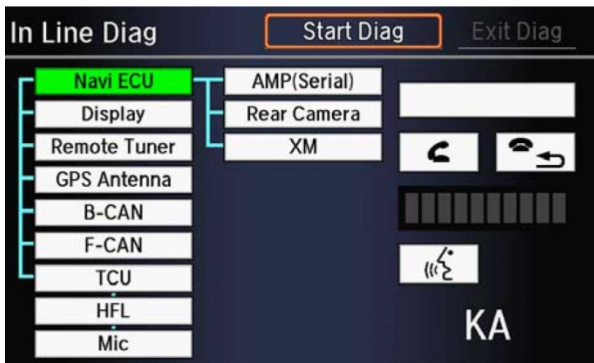 In Line Diag
Start Diag
Exit Diag
Navi ECU
Display
Remote Tuner
GPS Antenna
B-CAN
F-CAN
TCU
HFL
Mic
AMP(Serial)
Rear Camera
XM
KA